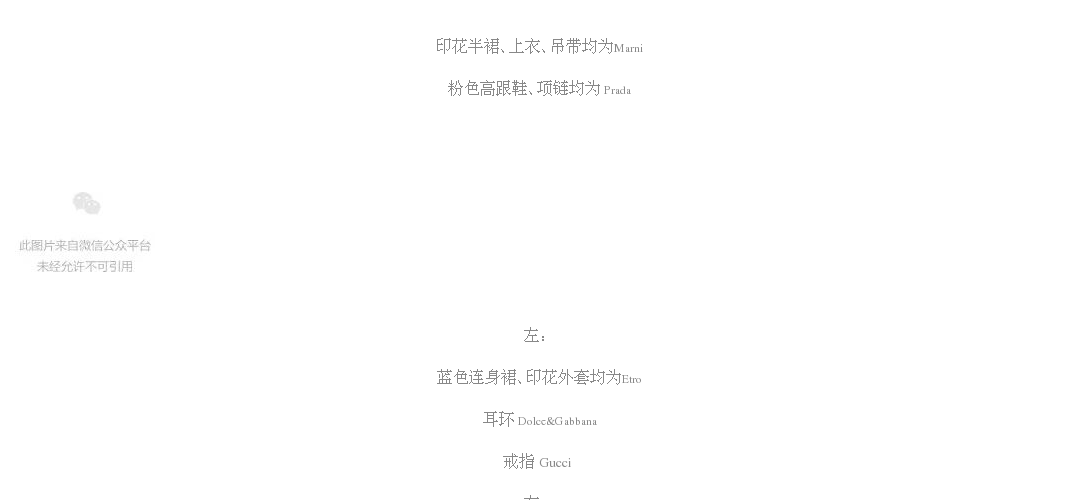 印花半裙、上衣、吊带均为Marni
粉色高跟鞋、项链均为 Prada
此图片来自微信公众平台
未经允许不可引用
左：
蓝色连身裙、印花外套均为Etro
耳环 Dolce&Gabbana
戒指 Gucci